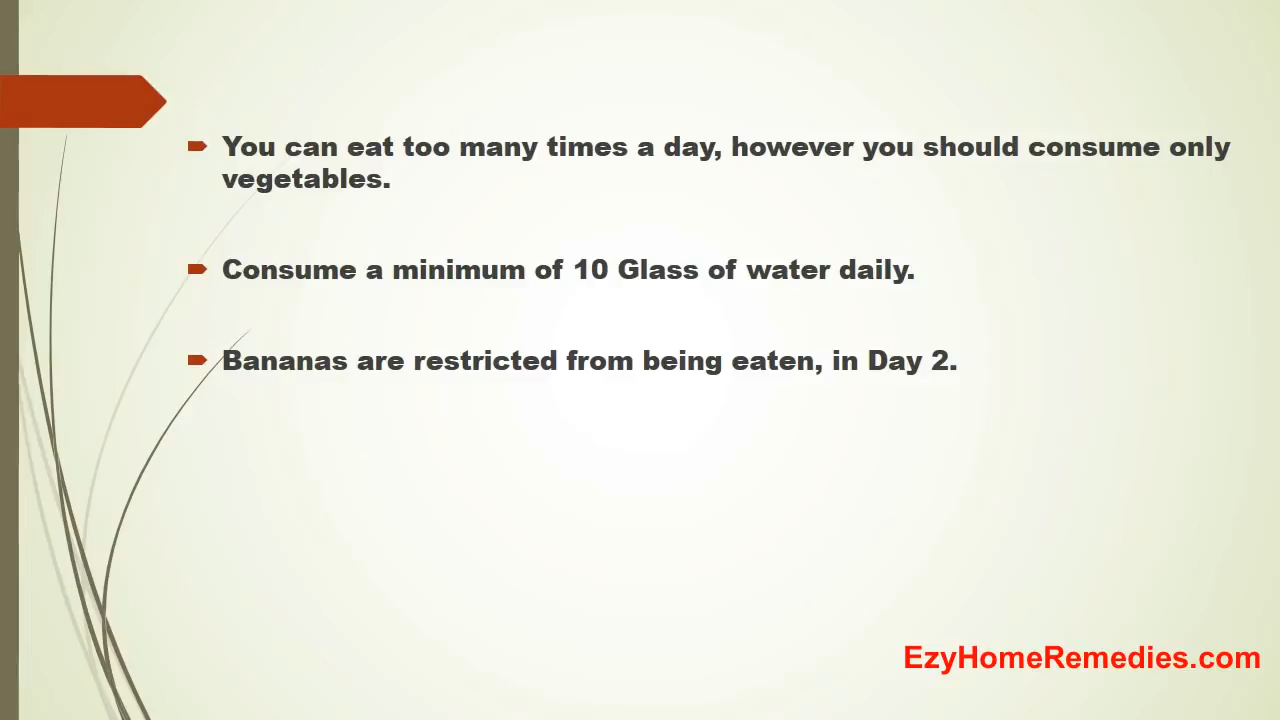 You can eat too many times a day, however you should consume only
vegetables.
Consume a minimum of 10 Glass of water daily.
Bananas are restricted from being eaten, in Day 2.
EzyHomeRemedies.com